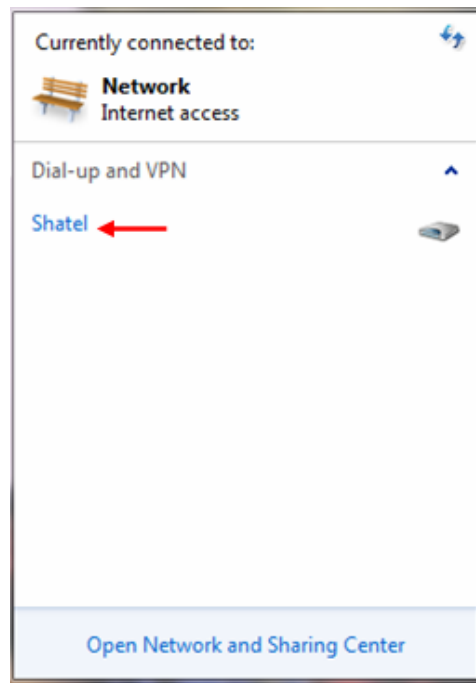 Currently connected to:
Network
Internet access
Dial-up and VPN
Shatel
Open Network and Sharing Center